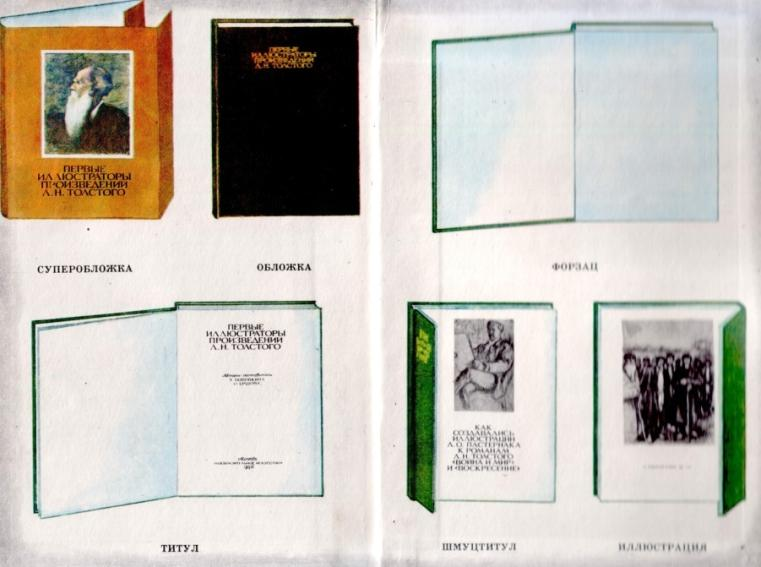 ПЕРВЫЕ
ИЛЛЮСТРАТОРЫ
ПРОИЗВЕДЕНИЙ
Л.Н. ТОЛСТОГО
СУПЕРОБЛОЖКА
ПЕРВЫЕ
ИЛЛЮСТРАТОРЫ
ПРОИЗВЕДЕНИЙ
Л.Н. ТОЛСТОГО
ОБЛОЖКА
ФОРЗАЦ
ПЕРВЫЕ
ИЛЛЮСТРАТОРЫ
ПРОИЗВЕДЕНИЙ
Л.Н. ТОЛСТОГО
ТИТУЛ
КАК
СОЗДАВАЛИСЬ
ИЛЛЮСТРАЦИИ
Л.О. ПАСТЕРНАКА
К РОМАНАМ
Л.Н. ТОЛСТОГО
«ВОЙНА И МИР»
И «ВОСКРЕСЕНИЕ»
ШМУЦТИТУЛ
ИЛЛЮСТРАЦИЯ